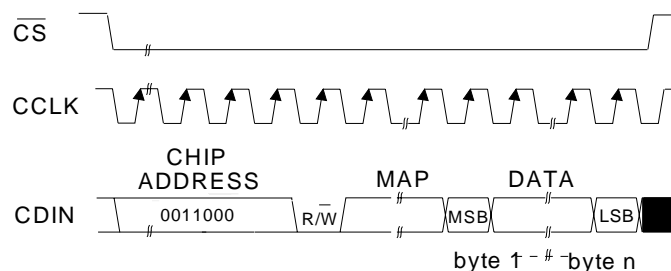 CS
CCLK
CHIP
ADDRESS
MAP
DATA
CDIN
0011000
R/W
MSB
LSB
byte 1
byte n